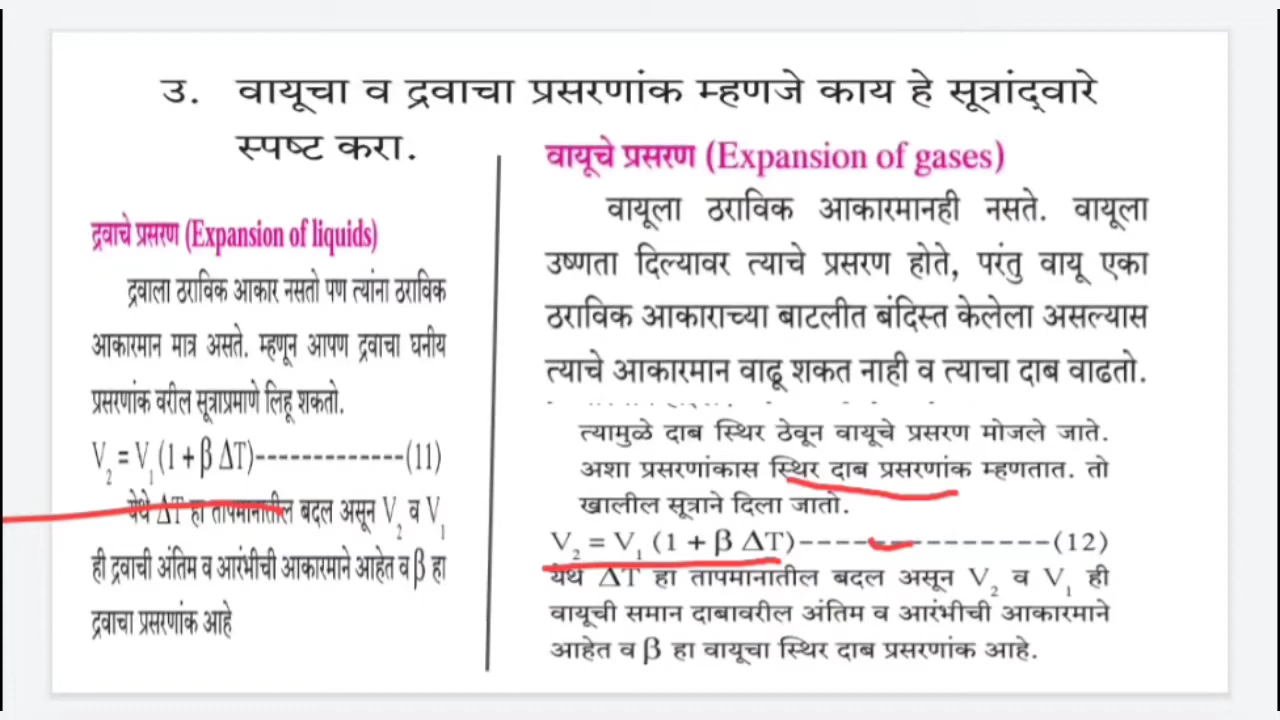 उ. वायूचा व द्रवाचा प्रसरणांक म्हणजे काय हे सूत्रांद्वारे
स्पष्ट करा.
द्रवाचे प्रसरण (Expansion of liquids)
द्रवाला ठराविक आकार नसतो पण त्यांना ठराविक
आकारमान मात्र असते. म्हणून आपण द्रवाचा घनीय
प्रसरणांक वरील सूत्राप्रमाणे लिहू शकतो.
V₂ = V₁ (1 + β ΔT)-------------(11)
येथे ΔT हा तापमानातील बदल असून V₂ व V₁
ही द्रवाची अंतिम व आरंभीची आकारमाने आहेत व β हा
द्रवाचा प्रसरणांक आहे
वायूचे प्रसरण (Expansion of gases)
वायूला ठराविक आकारमानही नसते. वायूला
उष्णता दिल्यावर त्याचे प्रसरण होते, परंतु वायू एका
ठराविक आकाराच्या बाटलीत बंदिस्त केलेला असल्यास
त्याचे आकारमान वाढू शकत नाही व त्याचा दाब वाढतो.
त्यामुळे दाब स्थिर ठेवून वायूचे प्रसरण मोजले जाते.
अशा प्रसरणांकास स्थिर दाब प्रसरणांक म्हणतात. तो
खालील सूत्राने दिला जातो.
V₂ = V₁ (1 + β ΔT)-----------------(12)
येथे ΔT हा तापमानातील बदल असून V₂ व V₁ ही
वायूची समान दाबावरील अंतिम व आरंभीची आकारमाने
आहेत व β हा वायूचा स्थिर दाब प्रसरणांक आहे.